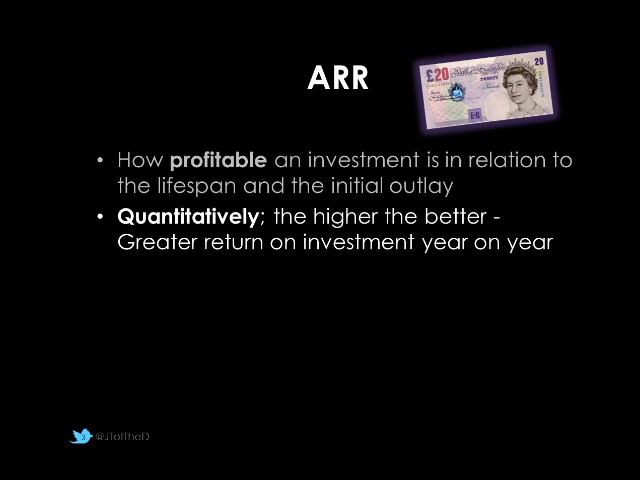 ARR
£20
20
• How profitable an investment is in relation to
the lifespan and the initial outlay
• Quantitatively; the higher the better -
Greater return on investment year on year
@JTofTheD